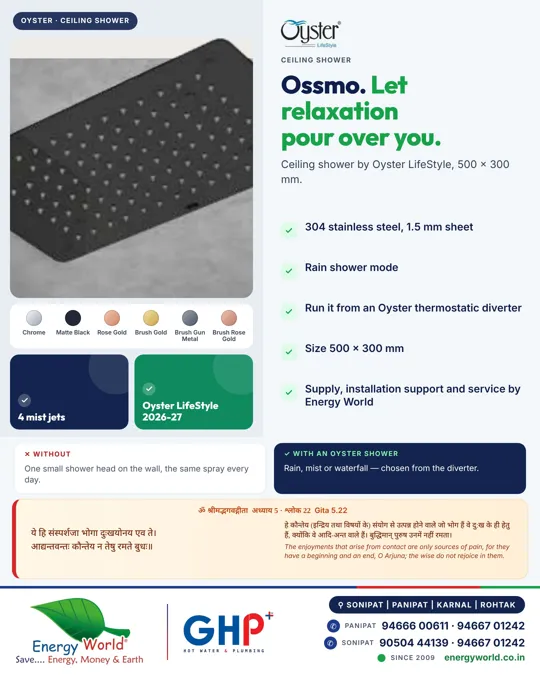 OYSTER · CEILING SHOWER
Oyster®
LifeStyle
CEILING SHOWER
Ossmo. Let
relaxation
pour over you.
Ceiling shower by Oyster LifeStyle, 500 × 300
mm.
304 stainless steel, 1.5 mm sheet
Rain shower mode
Run it from an Oyster thermostatic diverter
Size 500 × 300 mm
Supply, installation support and service by
Energy World
Chrome
Matte Black
Rose Gold
Brush Gold
Brush Gun
Metal
Brush Rose
Gold
4 mist jets
Oyster LifeStyle
2026-27
✕ WITHOUT
One small shower head on the wall, the same spray every
day.
✓ WITH AN OYSTER SHOWER
Rain, mist or waterfall — chosen from the diverter.
ॐ श्रीमद्भगवद्गीता अध्याय 5 · श्लोक 22 Gita 5.22
ये हि संस्पर्शजा भोगा दुःखयोनय एव ते।
आद्यन्तवन्तः कौन्तेय न तेषु रमते बुधः॥
हे कौन्तेय (इन्द्रिय तथा विषयों के) संयोग से उत्पन्न होने वाले जो भोग हैं वे दुःख के ही हेतु
हैं, क्योंकि वे आदि-अन्त वाले हैं। बुद्धिमान् पुरुष उनमें नहीं रमता।
The enjoyments that arise from contact are only sources of pain, for they
have a beginning and an end, O Arjuna; the wise do not rejoice in them.
Energy World®
Save.... Energy, Money & Earth
GHP+
HOT WATER & PLUMBING
SONIPAT | PANIPAT | KARNAL | ROHTAK
PANIPAT 94666 00611 · 94667 01242
SONIPAT 90504 44139 · 94667 01242
SINCE 2009 energyworld.co.in